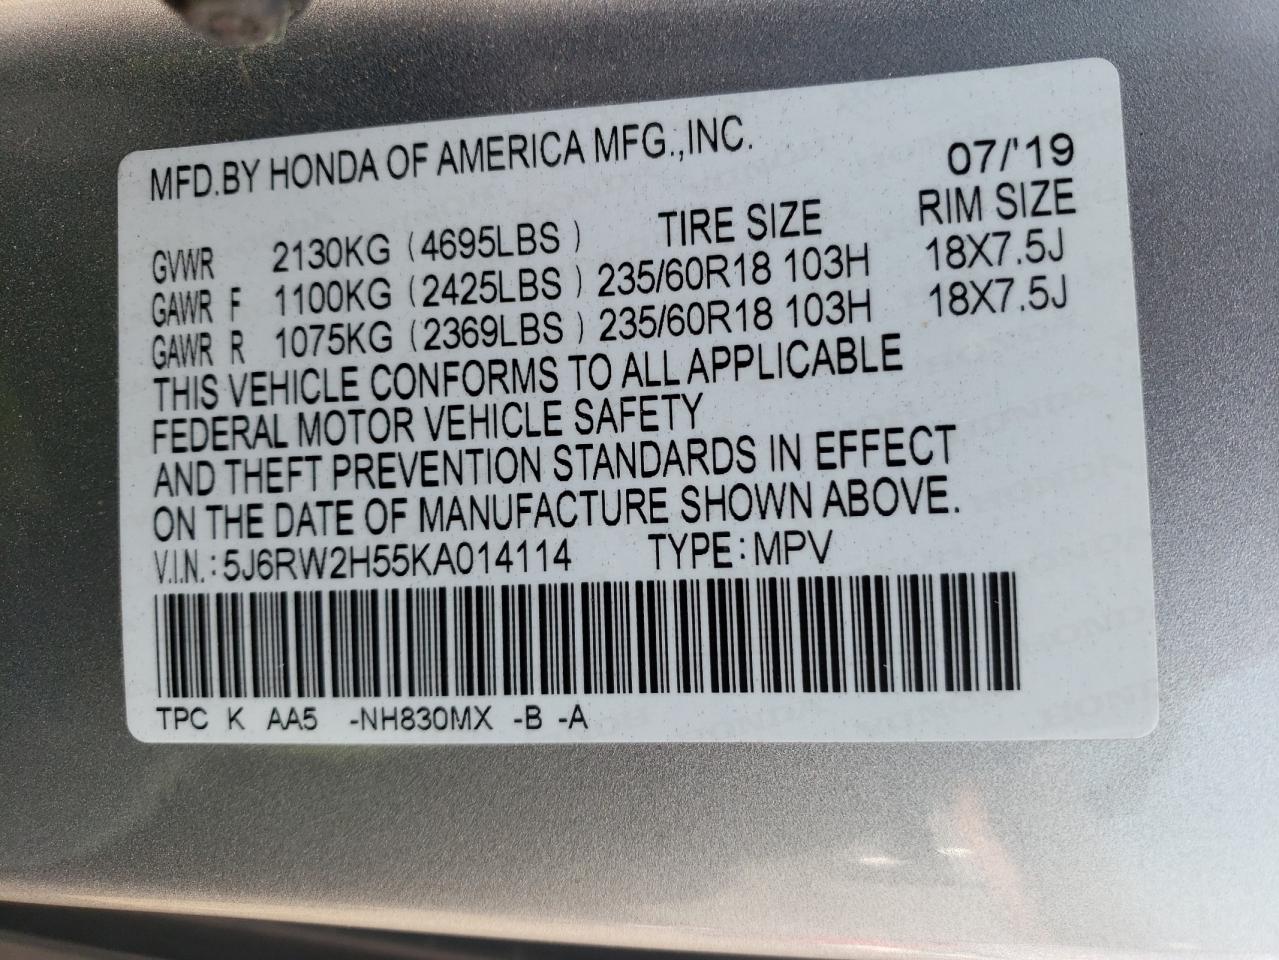 MFD.BY HONDA OF AMERICA MFG.,INC. 07/'19
GVWR 2130KG (4695LBS ) TIRE SIZE RIM SIZE
GAWR F 1100KG (2425LBS ) 235/60R18 103H 18X7.5J
GAWR R 1075KG (2369LBS ) 235/60R18 103H 18X7.5J
THIS VEHICLE CONFORMS TO ALL APPLICABLE
FEDERAL MOTOR VEHICLE SAFETY
AND THEFT PREVENTION STANDARDS IN EFFECT
ON THE DATE OF MANUFACTURE SHOWN ABOVE.
V.I.N.: 5J6RW2H55KA014114 TYPE: MPV
TPC K AA5 -NH830MX -B -A